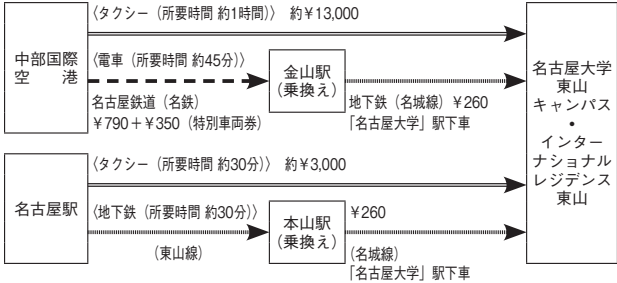 〈タクシー（所要時間 約1時間）〉 約¥13,000
中部国際
空　港
〈電車（所要時間 約45分）〉
金山駅
（乗換え）
名古屋鉄道（名鉄）
￥790＋￥350（特別車両券）
地下鉄（名城線）￥260
「名古屋大学」駅下車
〈タクシー（所要時間 約30分）〉 約¥3,000
名古屋駅
〈地下鉄（所要時間 約30分）〉
（東山線）
本山駅
（乗換え）
￥260
（名城線）
「名古屋大学」駅下車
名古屋大学
東山
キャンパス
・
インター
ナショナル
レジデンス
東山